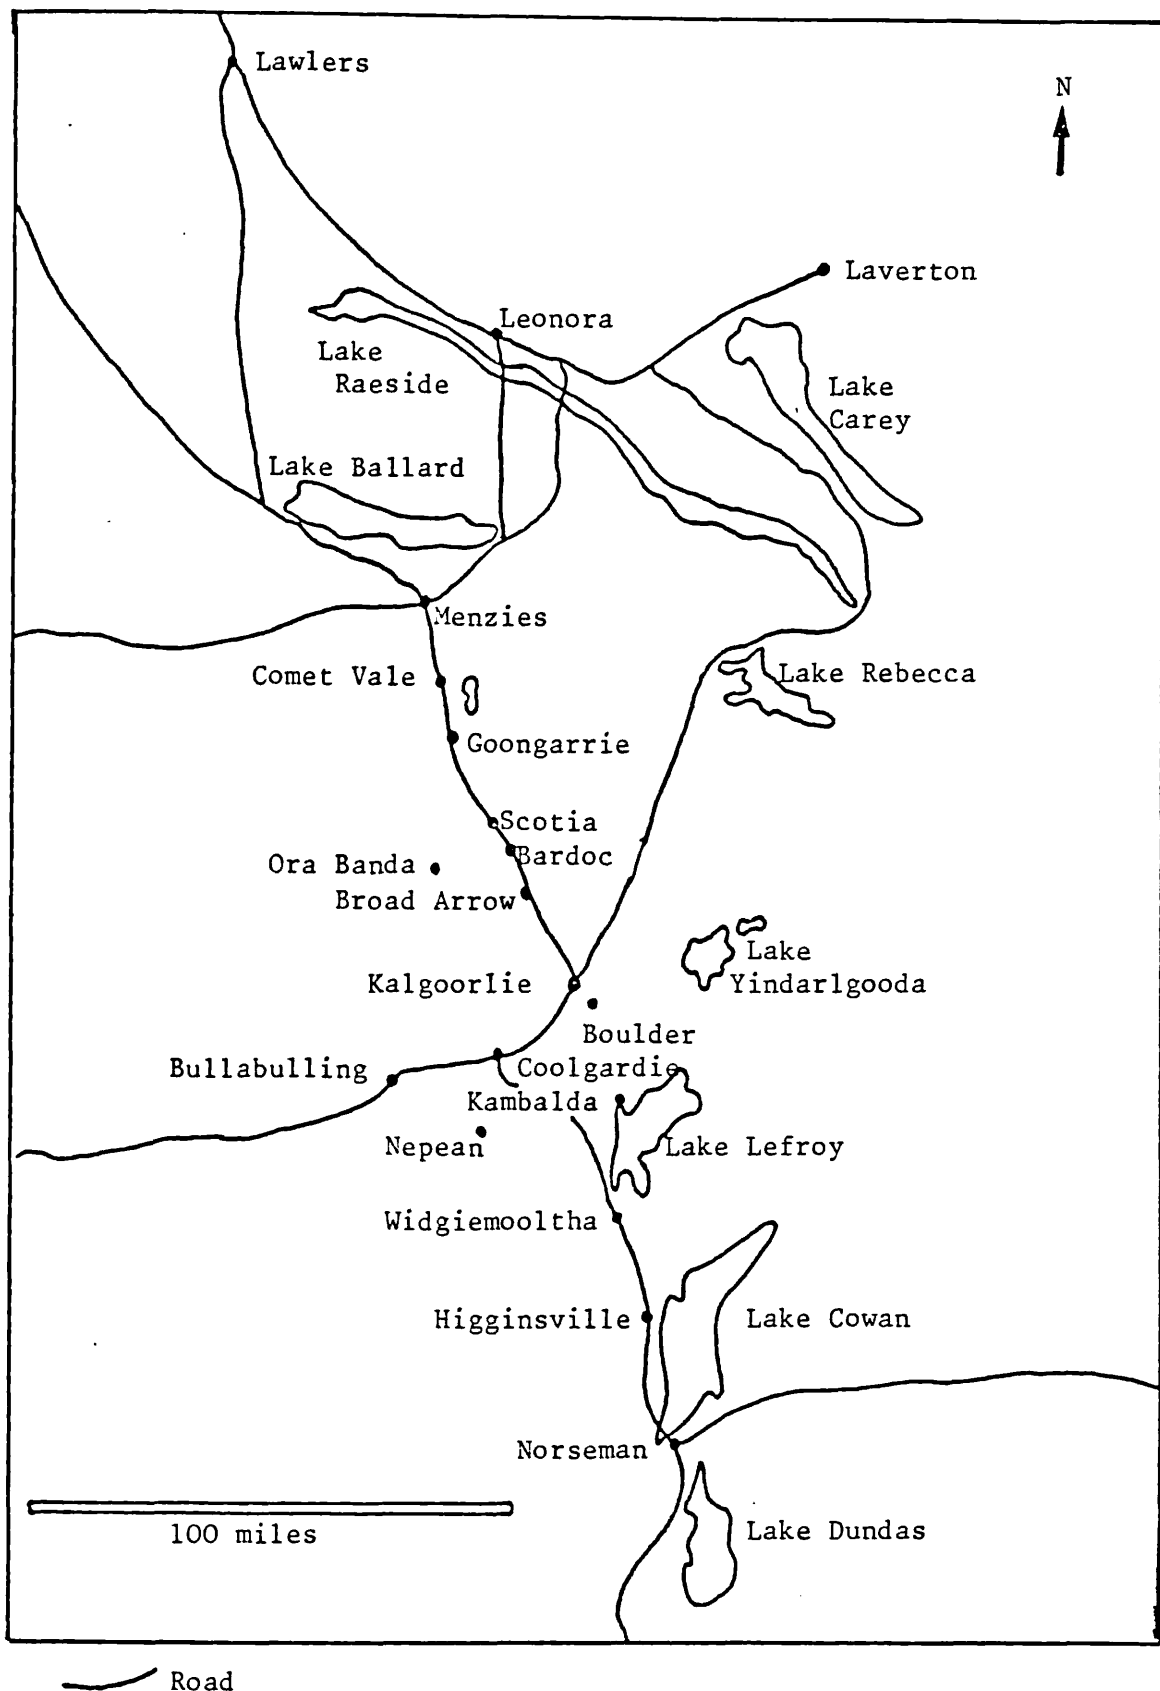 Lawlers
N
Laverton
Leonora
Lake
Raeside
Lake
Carey
Lake Ballard
Menzies
Comet Vale
Lake Rebecca
Goongarrie
Scotia
Bardoc
Ora Banda
Broad Arrow
Lake
Yindarlgooda
Kalgoorlie
Boulder
Bullabulling
Coolgardie
Kambalda
Nepean
Lake Lefroy
Widgiemooltha
Higginsville
Lake Cowan
Norseman
100 miles
Lake Dundas
Road